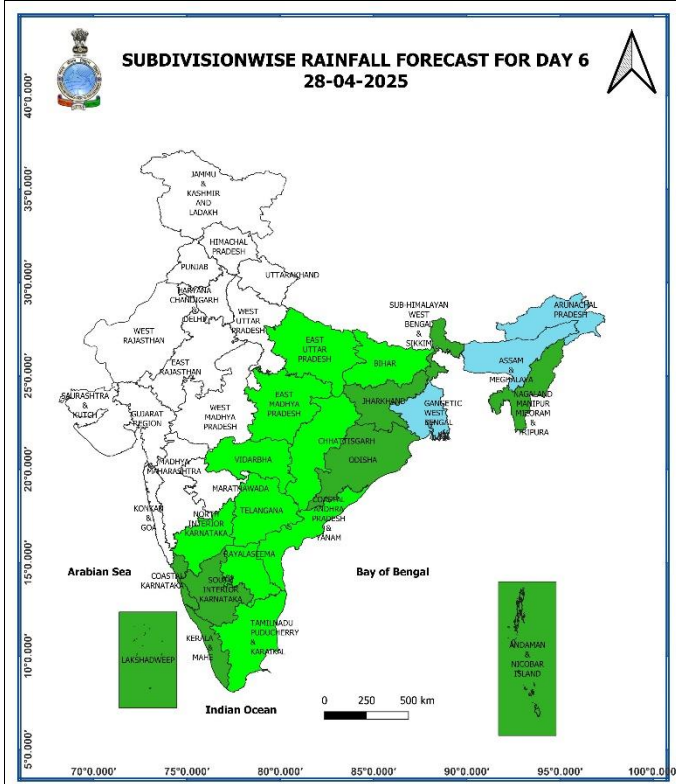 SUBDIVISIONWISE RAINFALL FORECAST FOR DAY 6
28-04-2025
40°0.000'
35°0.000'
30°0.000'
25°0.000'
20°0.000'
15°0.000'
10°0.000'
5°0.000'
JAMMU
&
KASHMIR
AND
LADAKH
HIMACHAL
PRADESH
PUNJAB
UTTARAKHAND
HARYANA
CHANDIGARH
&
DELHI
WEST
UTTAR
PRADESH
WEST
RAJASTHAN
EAST
RAJASTHAN
EAST
UTTAR
PRADESH
BIHAR
SUB-HIMALAYAN
WEST
BENGAL
&
SIKKIM
ARUNACHAL
PRADESH
ASSAM
&
MEGHALAYA
NAGALAND
MANIPUR
MIZORAM
&
TRIPURA
SAURASHTRA
&
KUTCH
GUJARAT
REGION
WEST
MADHYA
PRADESH
EAST
MADHYA
PRADESH
JHARKHAND
GANGETIC
WEST
BENGAL
CHHATTISGARH
ODISHA
VIDARBHA
MADHYA
MAHARASHTRA
MARATHAWADA
KONKAN
&
GOA
NORTH
INTERIOR
KARNATAKA
TELANGANA
COASTAL
ANDHRA
PRADESH
&
YANAM
RAYALASEEMA
COASTAL
KARNATAKA
SOUTH
INTERIOR
KARNATAKA
TAMILNADU
PUDUCHERRY
&
KARAIKAL
KERALA
&
MAHE
LAKSHADWEEP
ANDAMAN
&
NICOBAR
ISLAND
Arabian Sea
Bay of Bengal
Indian Ocean
0 250 500 km
70°0.000' 75°0.000' 80°0.000' 85°0.000' 90°0.000' 95°0.000' 100°0.0